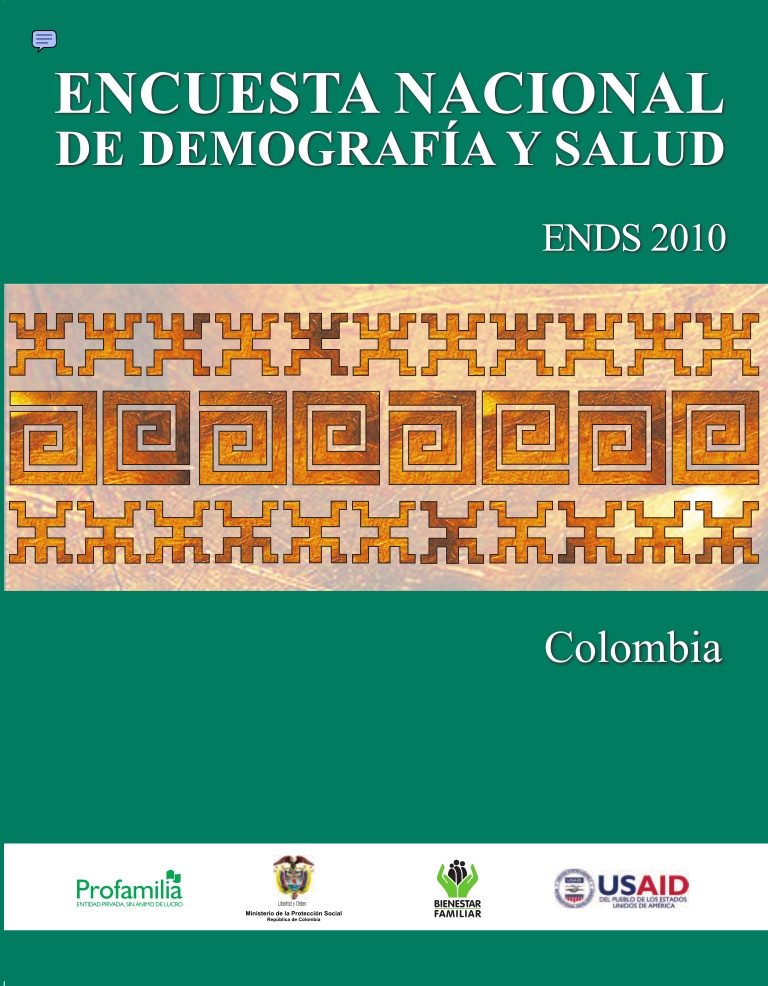 ENCUESTA NACIONAL
DE DEMOGRAFÍA Y SALUD
ENDS 2010
Colombia
Profamilia
ENTIDAD PRIVADA, SIN ÁNIMO DE LUCRO
Libertad y Orden
Ministerio de la Protección Social
República de Colombia
BIENESTAR
FAMILIAR
USAID
DEL PUEBLO DE LOS ESTADOS
UNIDOS DE AMÉRICA